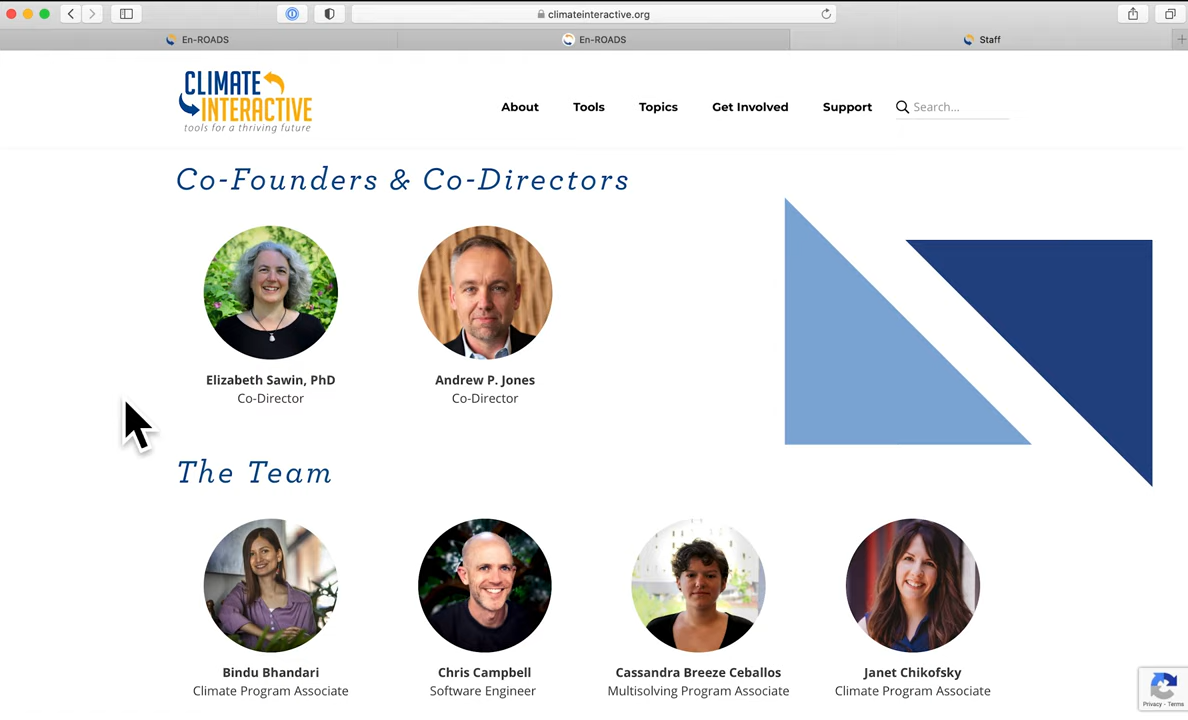 climateinteractive.org
En-ROADS
En-ROADS
Staff
CLIMATE
INTERACTIVE
tools for a thriving future
About
Tools
Topics
Get Involved
Support
Search...
Co-Founders & Co-Directors
Elizabeth Sawin, PhD
Co-Director
Andrew P. Jones
Co-Director
The Team
Bindu Bhandari
Climate Program Associate
Chris Campbell
Software Engineer
Cassandra Breeze Ceballos
Multisolving Program Associate
Janet Chikofsky
Climate Program Associate
Privacy - Terms